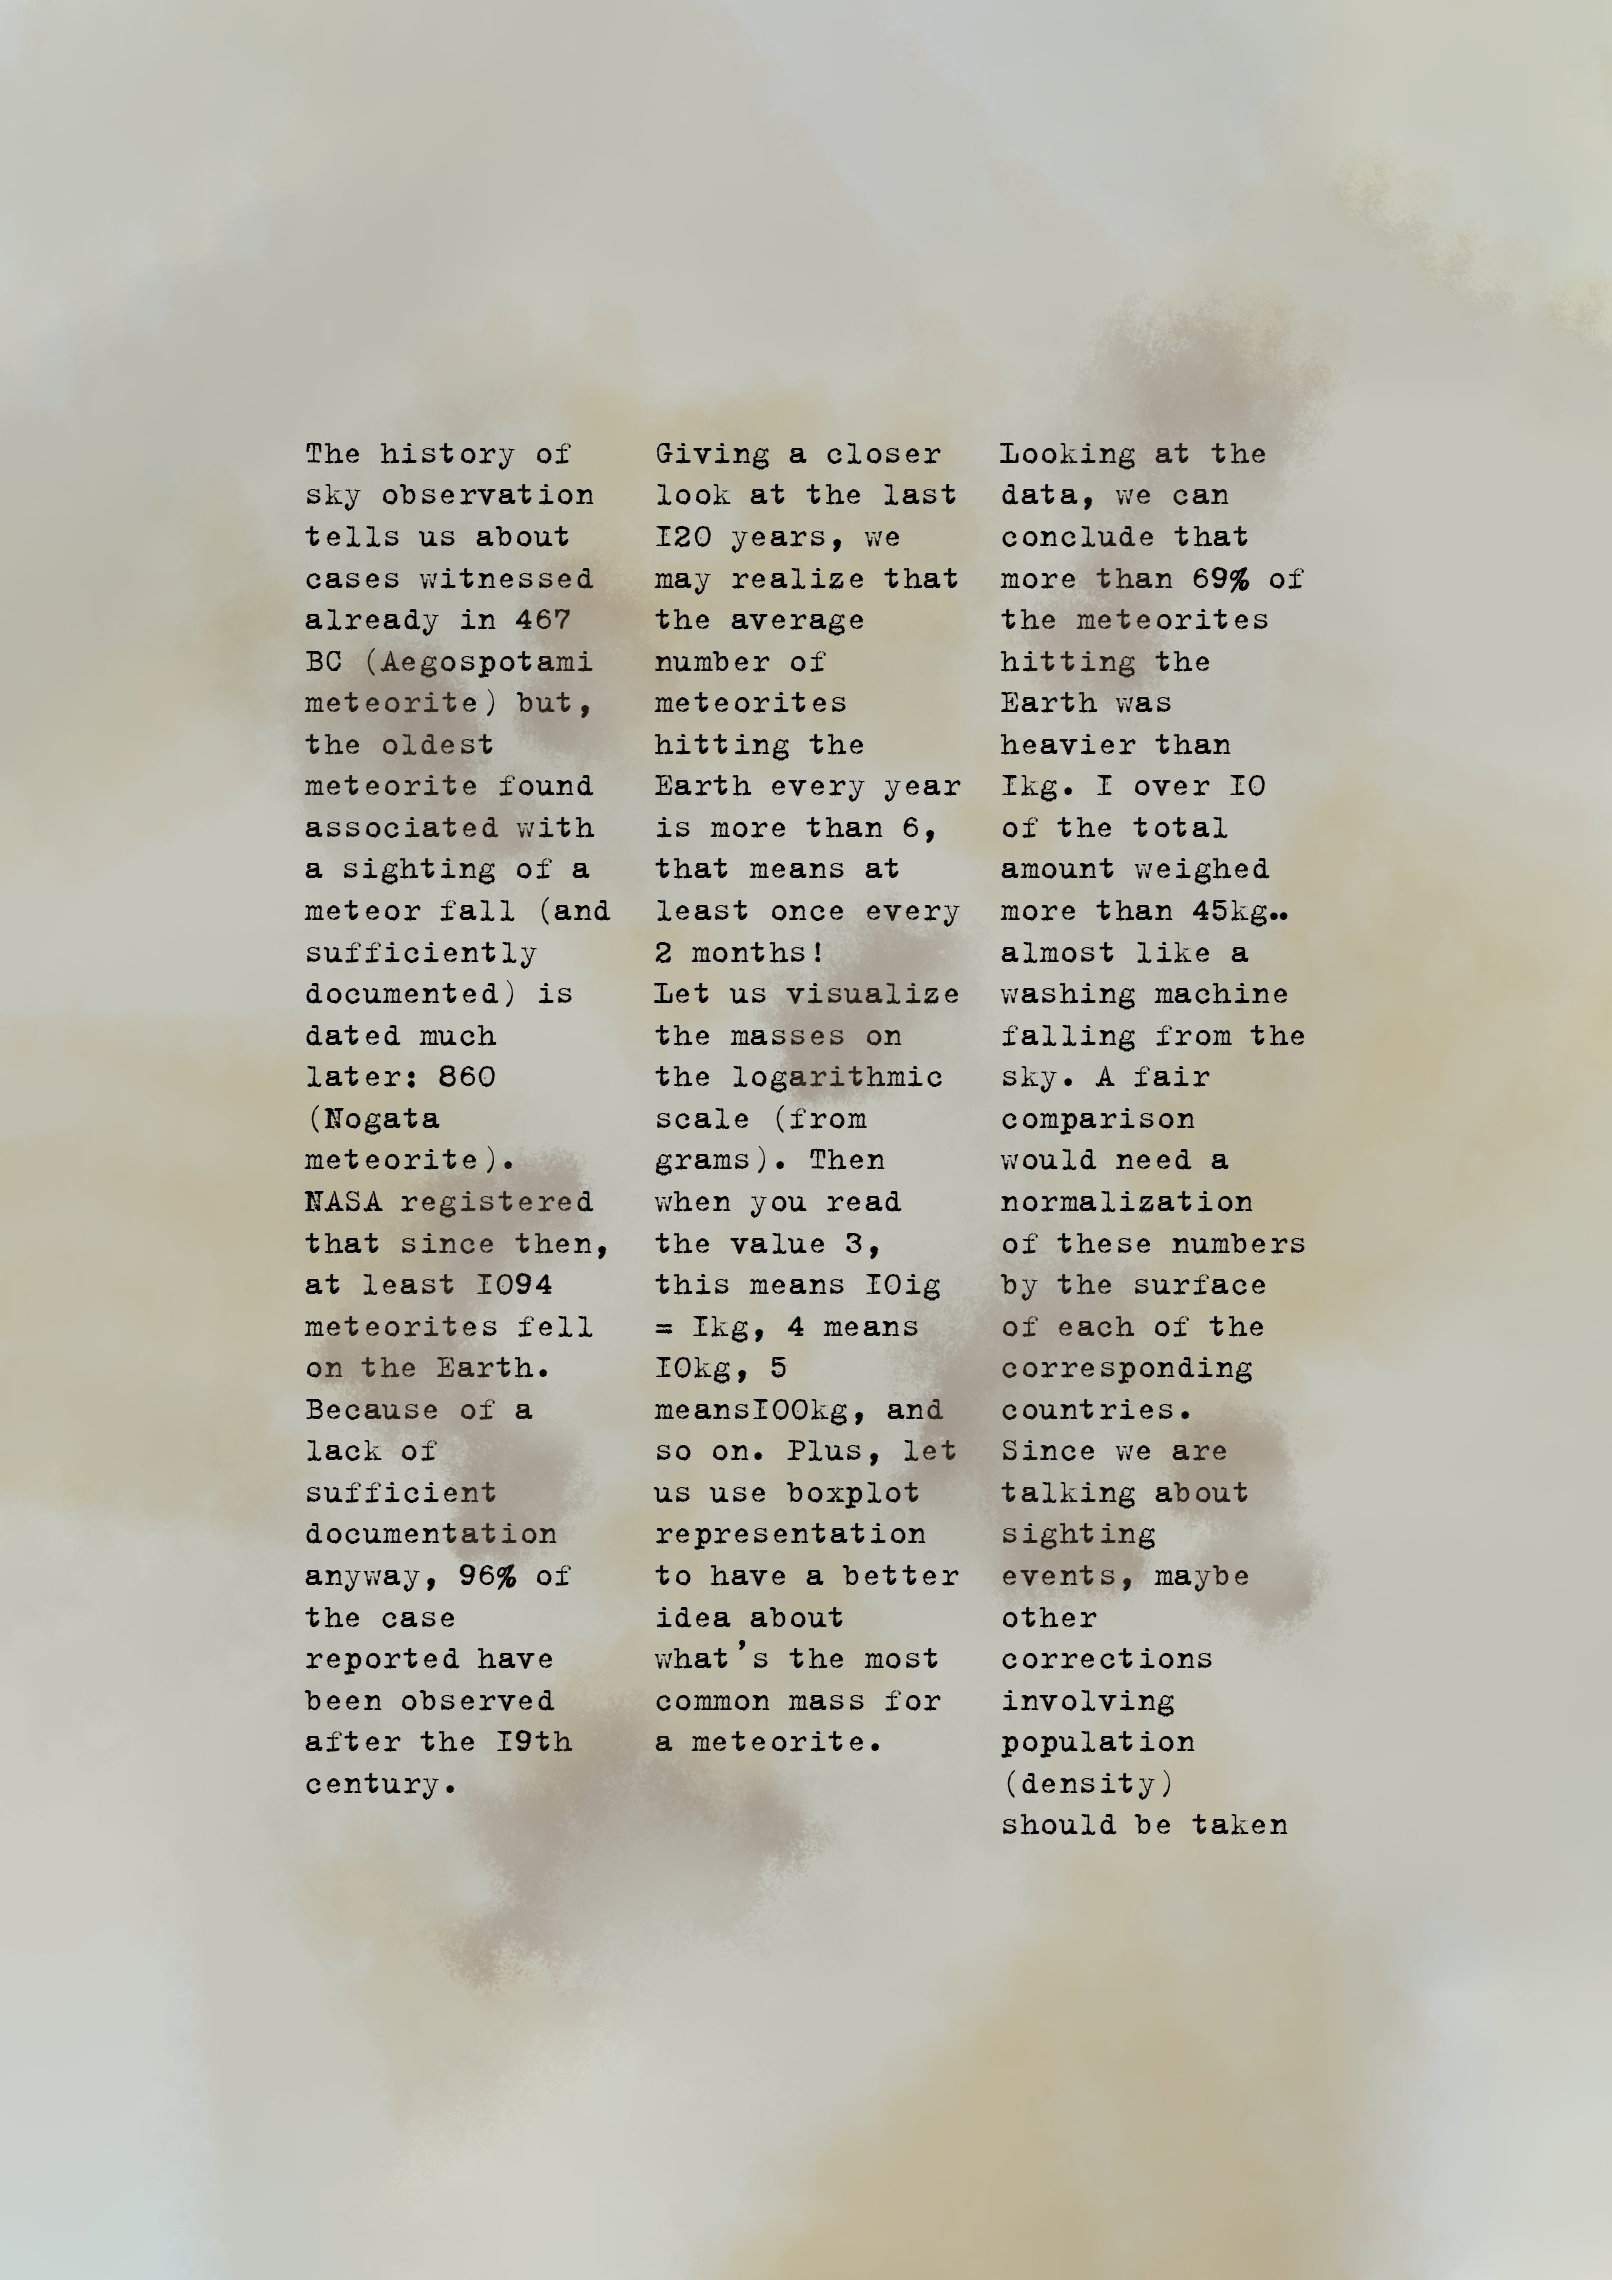 The history of
sky observation
tells us about
cases witnessed
already in 467
BC (Aegospotami
meteorite) but,
the oldest
meteorite found
associated with
a sighting of a
meteor fall (and
sufficiently
documented) is
dated much
later: 860
(Nogata
meteorite).
NASA registered
that since then,
at least 1094
meteorites fell
on the Earth.
Because of a
lack of
sufficient
documentation
anyway, 96% of
the case
reported have
been observed
after the 19th
century.
Giving a closer
look at the last
120 years, we
may realize that
the average
number of
meteorites
hitting the
Earth every year
is more than 6,
that means at
least once every
2 months!
Let us visualize
the masses on
the logarithmic
scale (from
grams). Then
when you read
the value 3,
this means 10ig
= 1kg, 4 means
10kg, 5
means100kg, and
so on. Plus, let
us use boxplot
representation
to have a better
idea about
what's the most
common mass for
a meteorite.
Looking at the
data, we can
conclude that
more than 69% of
the meteorites
hitting the
Earth was
heavier than
1kg. 1 over 10
of the total
amount weighed
more than 45kg..
almost like a
washing machine
falling from the
sky. A fair
comparison
would need a
normalization
of these numbers
by the surface
of each of the
corresponding
countries.
Since we are
talking about
sighting
events, maybe
other
corrections
involving
population
(density)
should be taken